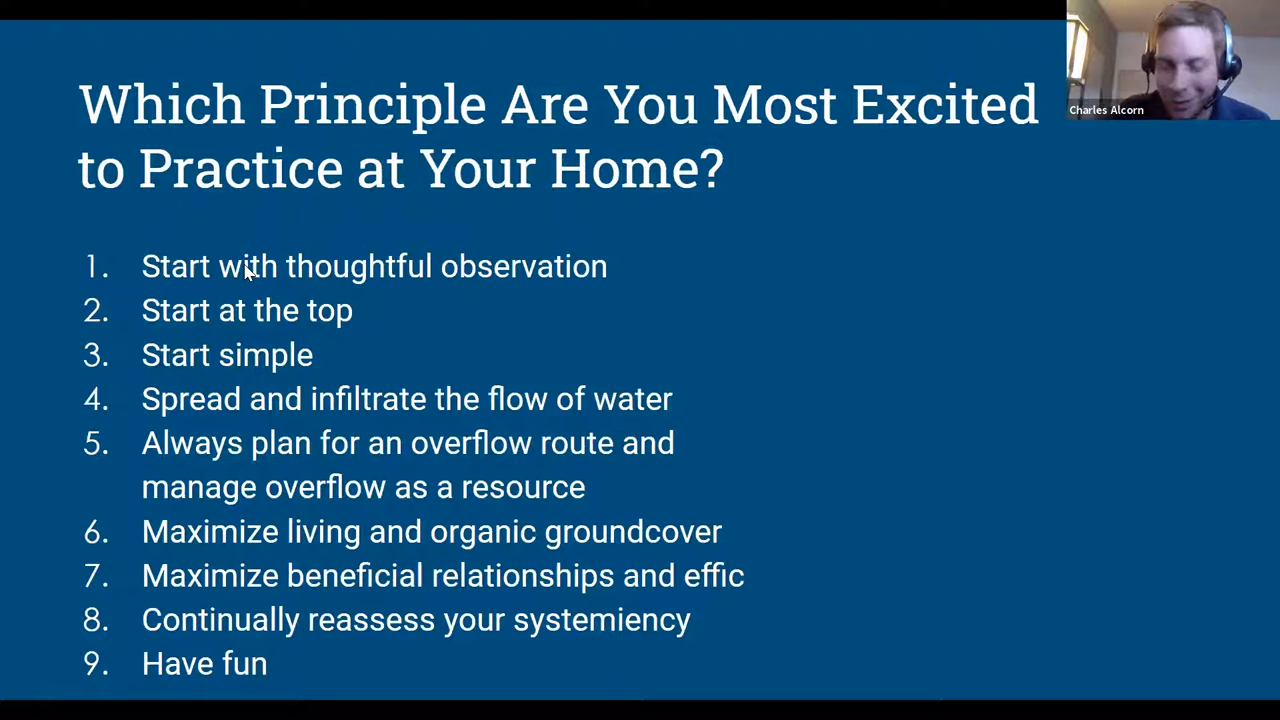 Which Principle Are You Most Excited
to Practice at Your Home?
Charles Alcorn
1. Start with thoughtful observation
2. Start at the top
3. Start simple
4. Spread and infiltrate the flow of water
5. Always plan for an overflow route and
manage overflow as a resource
6. Maximize living and organic groundcover
7. Maximize beneficial relationships and effic
8. Continually reassess your systemiency
9. Have fun